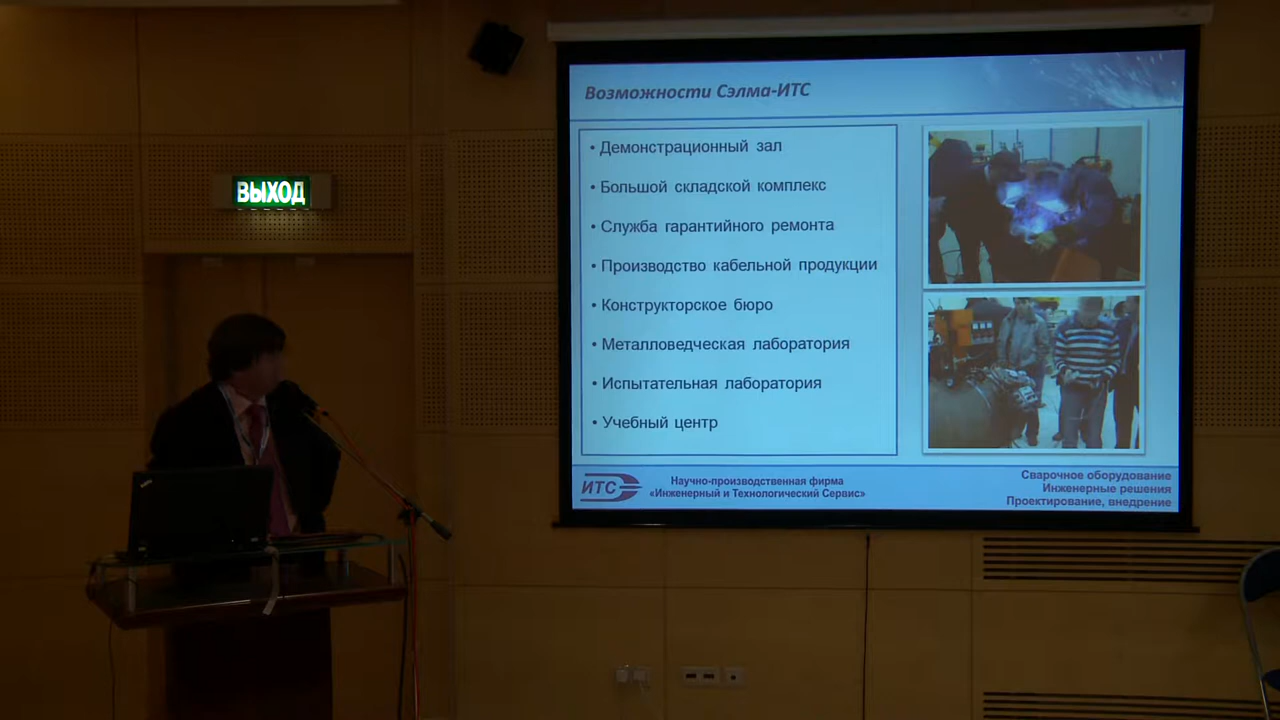 Возможности Сэлма-ИТС
• Демонстрационный зал
• Большой складской комплекс
• Служба гарантийного ремонта
• Производство кабельной продукции
• Конструкторское бюро
• Металловедческая лаборатория
• Испытательная лаборатория
• Учебный центр
ИТС
Научно-производственная фирма
«Инженерный и Технологический Сервис»
Сварочное оборудование
Инженерные решения
Проектирование, внедрение
ВЫХОД